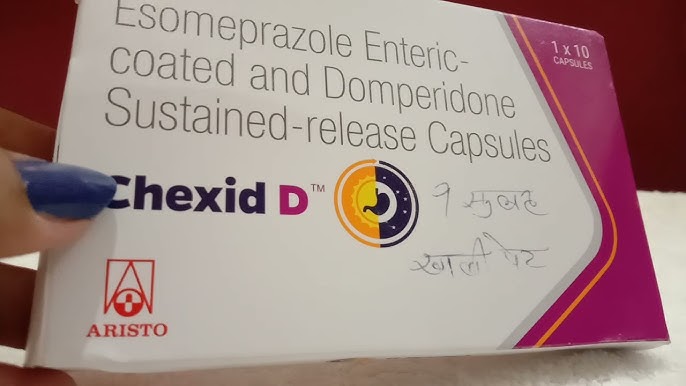 Esomeprazole Enteric-
coated and Domperidone
Sustained-release Capsules
1 x 10
CAPSULES
Chexid D™
१ सुबह
खाली पेट
ARISTO